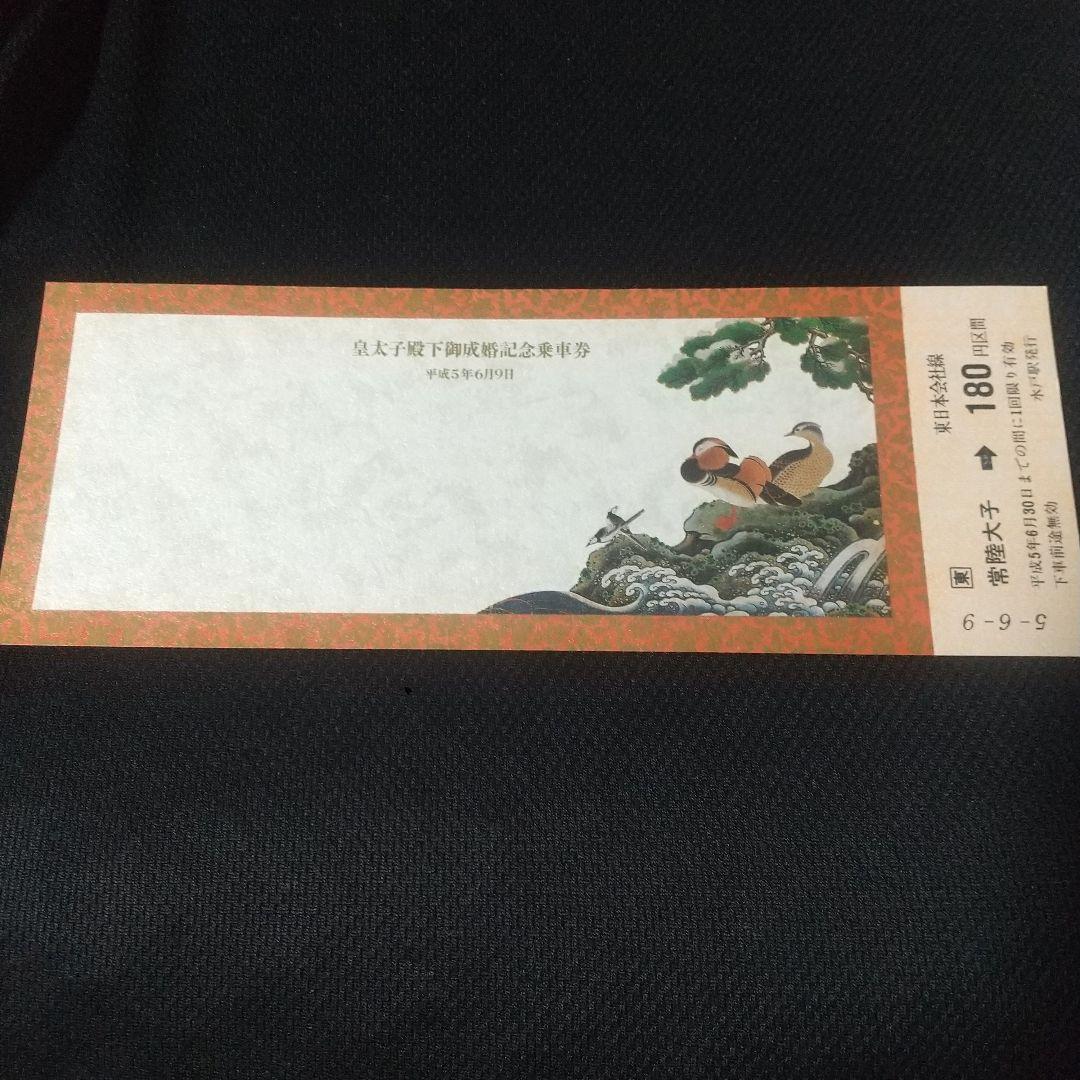 皇太子殿下御成婚記念乗車券
平成5年6月9日
東日本会社線
東 常陸大子 ➡ 180円区間
平成5年6月30日までの間に1回限り有効
下車前途無効 水戸駅発行
5-6-9